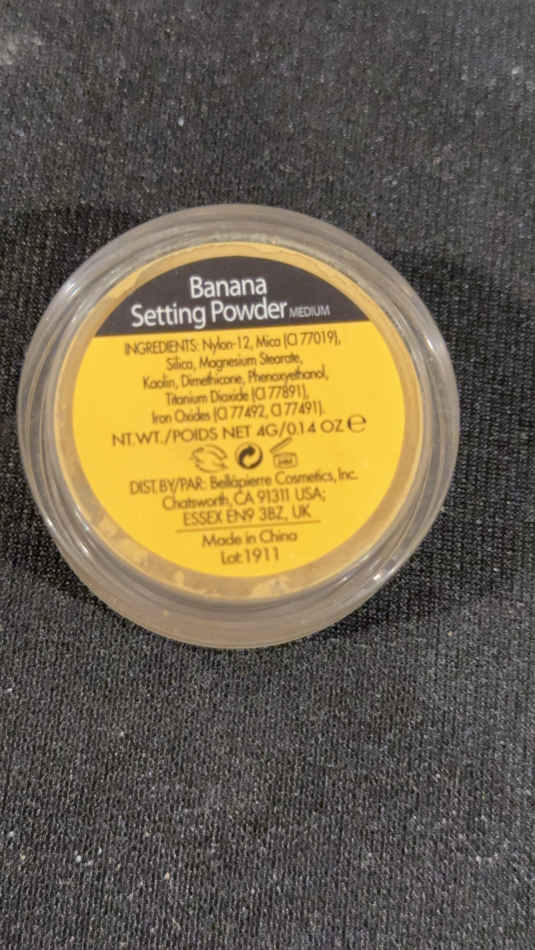 Banana
Setting Powder MEDIUM
INGREDIENTS: Nylon-12, Mica (CI 77019),
Silica, Magnesium Stearate,
Kaolin, Dimethicone, Phenoxyethanol,
Titanium Dioxide (CI 77891),
Iron Oxides (CI 77492, CI 77491).
NT.WT./POIDS NET 4G/0.14 OZ ℮
24M
DIST.BY/PAR: Bellápierre Cosmetics, Inc.
Chatsworth, CA 91311 USA;
ESSEX EN9 3BZ, UK
Made in China
Lot:1911